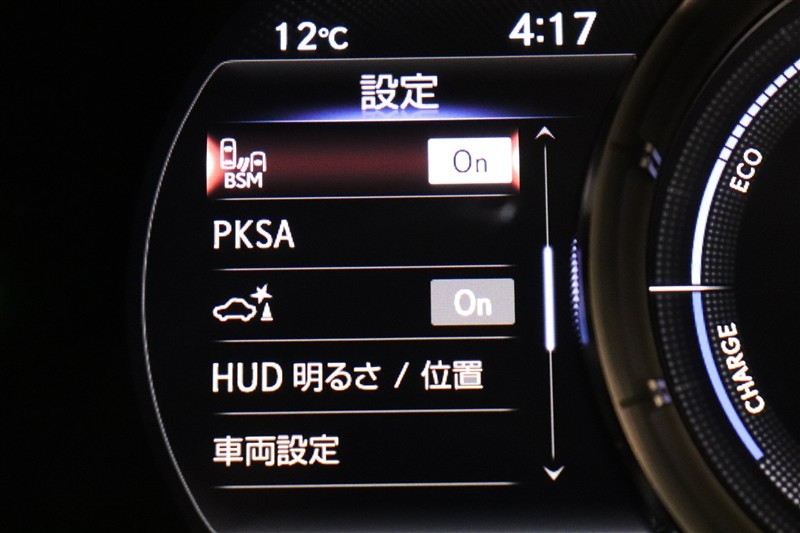 12℃ 4:17
設定
BSM On
PKSA
On
HUD 明るさ / 位置
車両設定
ECO
CHARGE